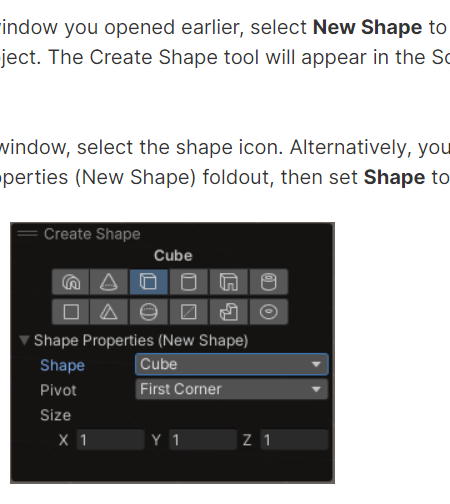 window you opened earlier, select New Shape to
ject. The Create Shape tool will appear in the Sc
window, select the shape icon. Alternatively, you
operties (New Shape) foldout, then set Shape to
Create Shape
Cube
Shape Properties (New Shape)
Shape Cube
Pivot First Corner
Size
X 1 Y 1 Z 1